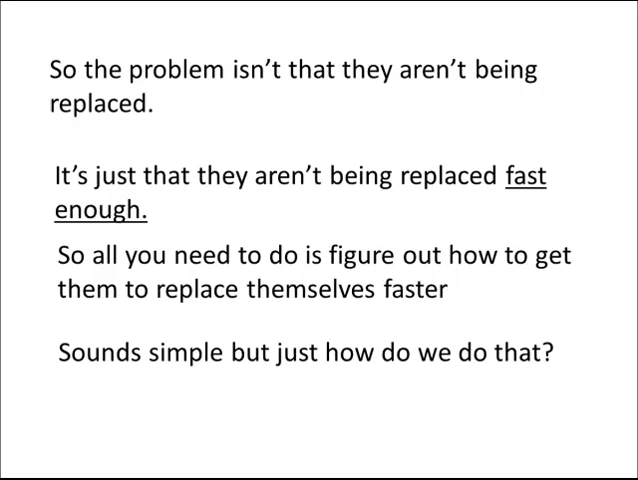 So the problem isn’t that they aren’t being
replaced.
It’s just that they aren’t being replaced fast
enough.
So all you need to do is figure out how to get
them to replace themselves faster
Sounds simple but just how do we do that?